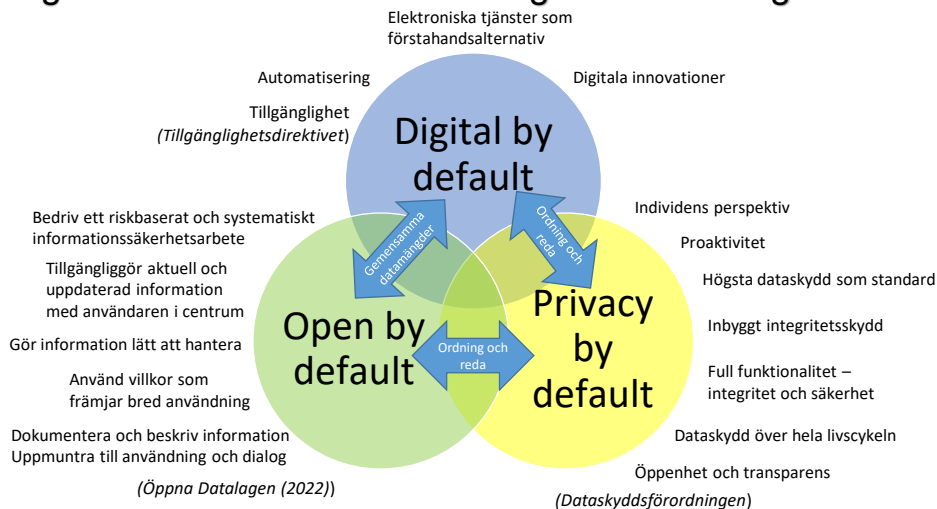 Elektroniska tjänster som
förstahandsalternativ
Automatisering
Digitala innovationer
Tillgänglighet
(Tillgänglighetsdirektivet)
Digital by
default
Bedriv ett riskbaserat och systematiskt
informationssäkerhetsarbete
Tillgängliggör aktuell och
uppdaterad information
med användaren i centrum
Gör information lätt att hantera
Använd villkor som
främjar bred användning
Dokumentera och beskriv information
Uppmuntra till användning och dialog
(Öppna Datalagen (2022))
Gemensamma
datamängder
Ordning och
reda
Open by
default
Ordning och
reda
Privacy
by
default
Individens perspektiv
Proaktivitet
Högsta dataskydd som standard
Inbyggt integritetsskydd
Full funktionalitet –
integritet och säkerhet
Dataskydd över hela livscykeln
Öppenhet och transparens
(Dataskyddsförordningen)